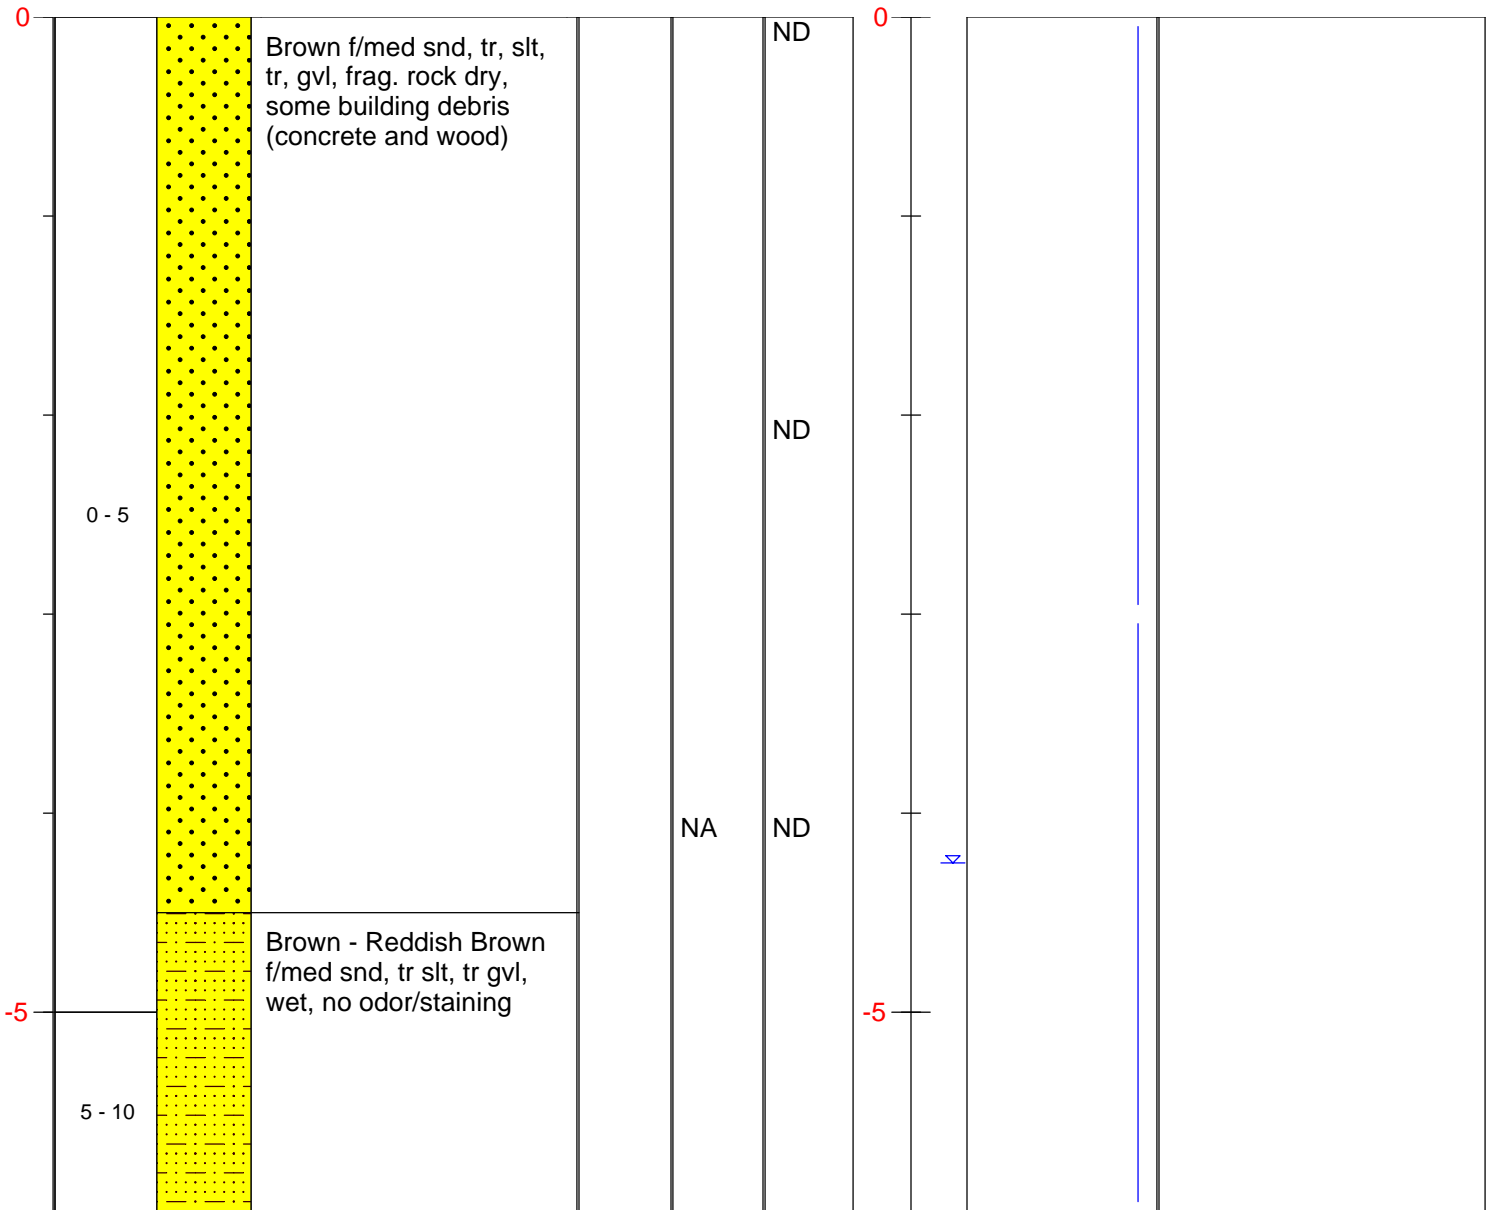 0
ND
0
Brown f/med snd, tr, slt,
tr, gvl, frag. rock dry,
some building debris
(concrete and wood)
ND
0 - 5
NA
ND
Brown - Reddish Brown
f/med snd, tr slt, tr gvl,
wet, no odor/staining
-5
-5
5 - 10